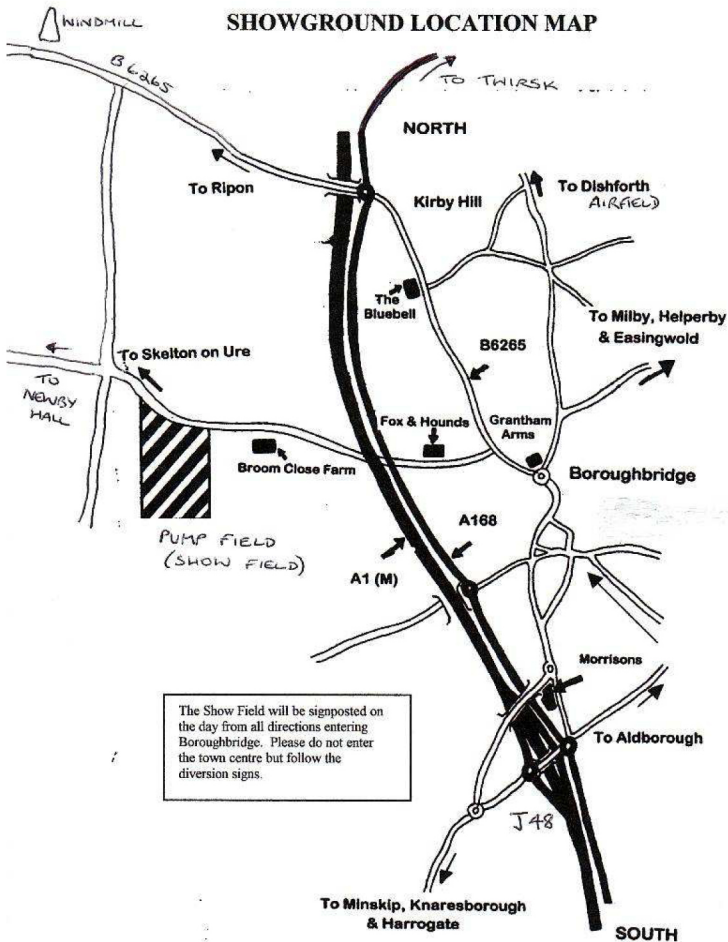 SHOWGROUND LOCATION MAP
WINDMILL
B6265
TO TWIRSK
NORTH
To Ripon
Kirby Hill
To Dishforth
AIRFIELD
The
Bluebell
To Milby, Helperby
& Easingwold
B6265
To Skelton on Ure
TO
NEWBY
HALL
Fox & Hounds
Grantham
Arms
Broom Close Farm
Boroughbridge
A168
PUMP FIELD
(SHOW FIELD)
A1 (M)
Morrisons
The Show Field will be signposted on
the day from all directions entering
Boroughbridge. Please do not enter
the town centre but follow the
diversion signs.
To Aldborough
J48
To Minskip, Knaresborough
& Harrogate
SOUTH